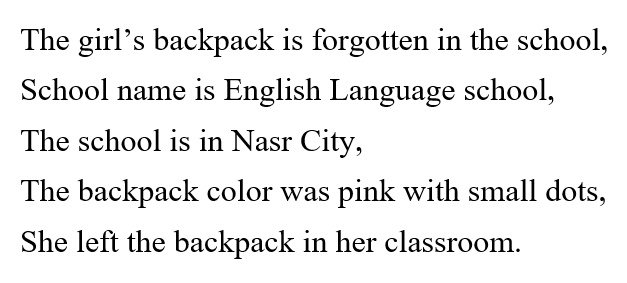 The girl’s backpack is forgotten in the school,
School name is English Language school,
The school is in Nasr City,
The backpack color was pink with small dots,
She left the backpack in her classroom.